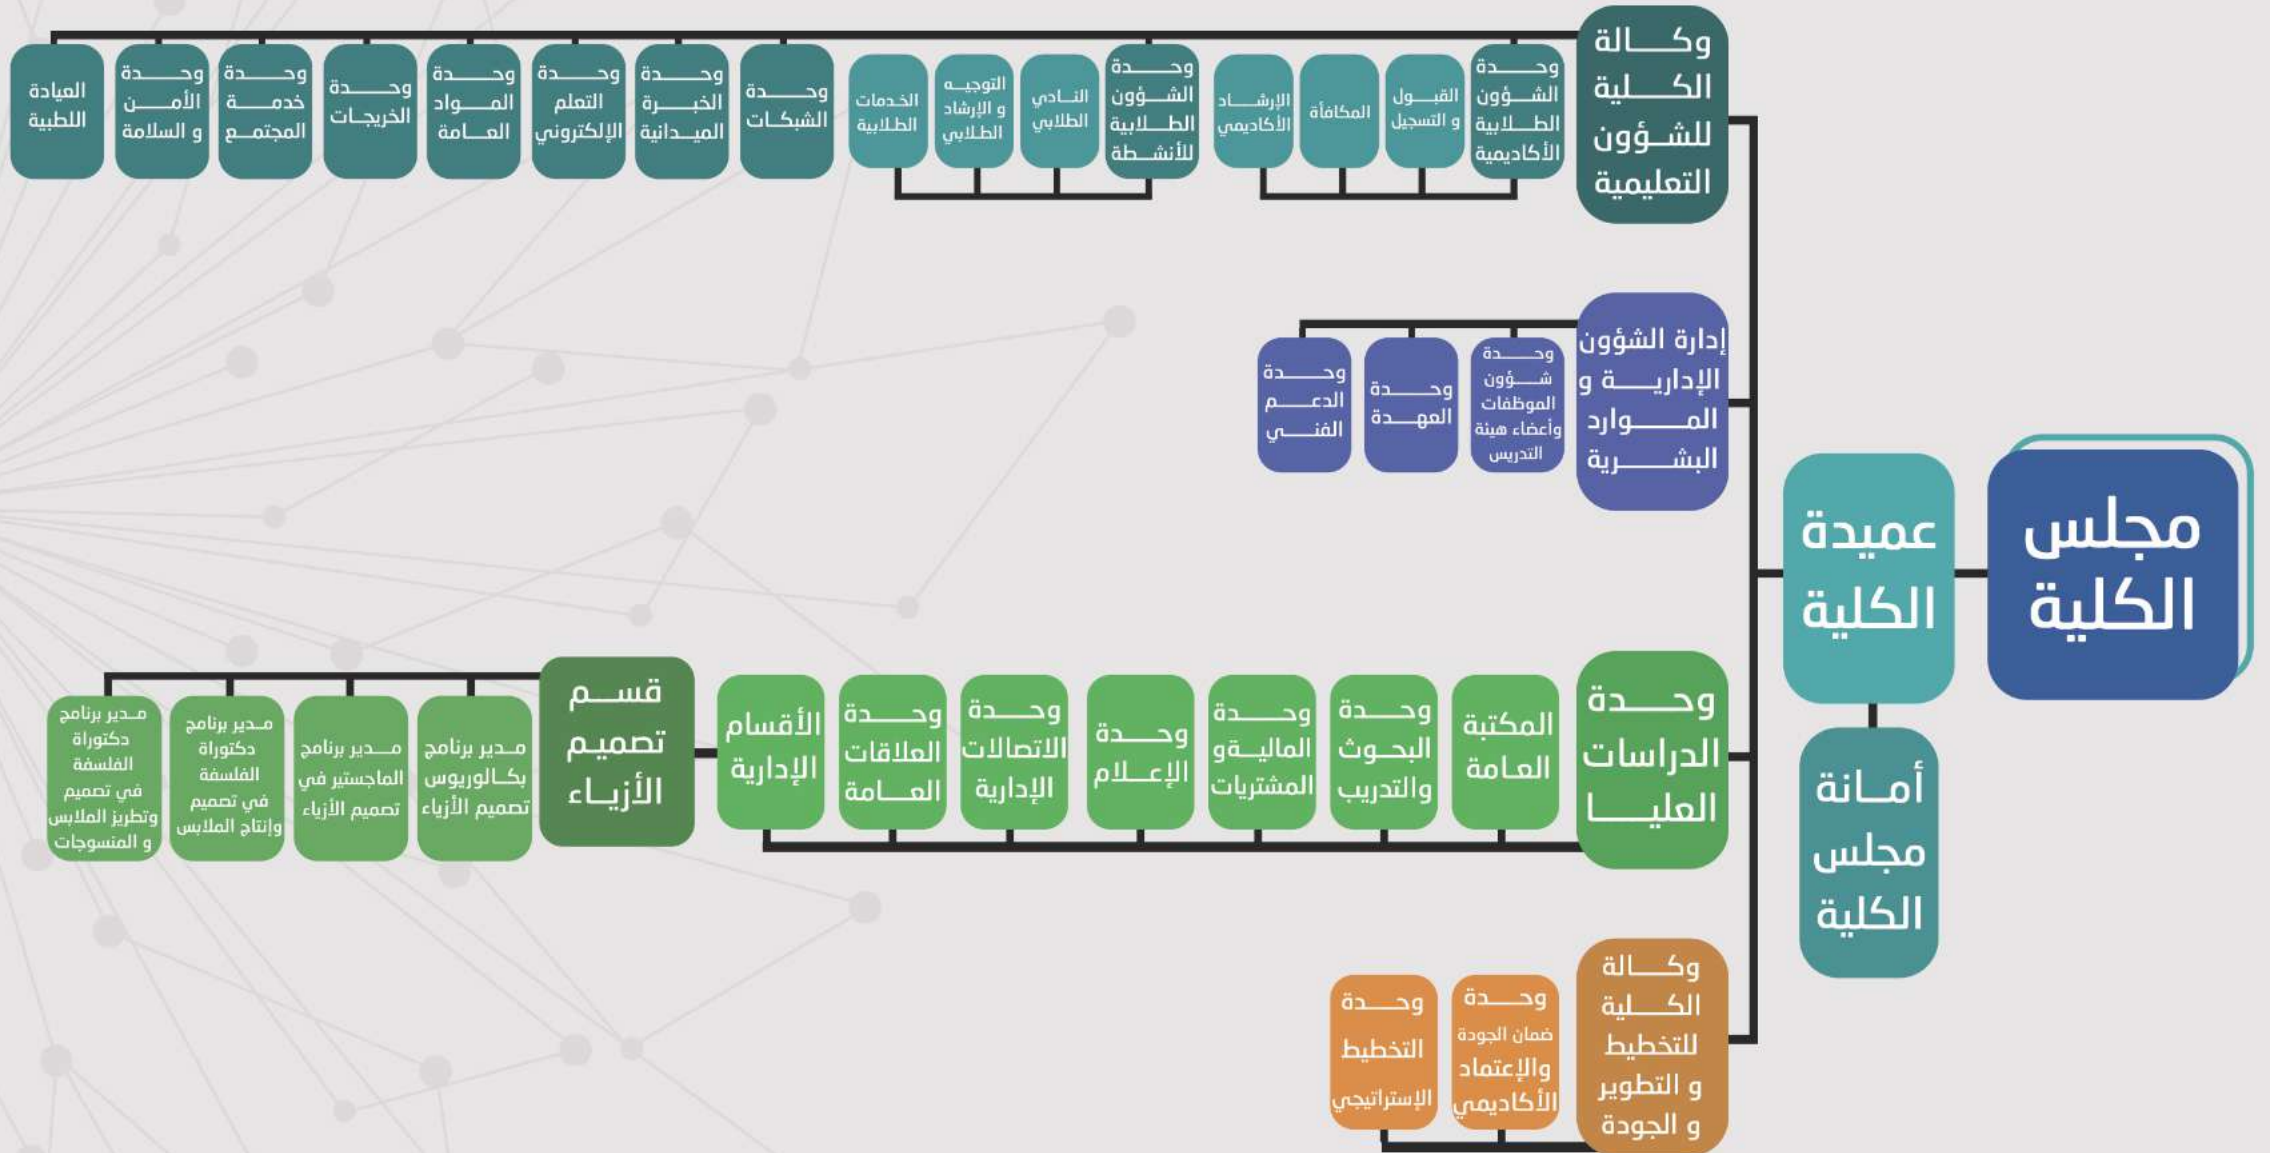 مجلس
الكلية
عميدة
الكلية
أمانة
مجلس
الكلية
وكالة
الكلية
للشؤون
التعليمية
وحدة
الشؤون
الطلابية
الأكاديمية
القبول
و التسجيل
المكافأة
الإرشاد
الأكاديمي
وحدة
الشؤون
الطلابية
للأنشطة
النادي
الطلابي
التوجيه
و الإرشاد
الطلابي
الخدمات
الطلابية
وحدة
الشبكات
وحدة
الخبرة
الميدانية
وحدة
التعلم
الإلكتروني
وحدة
المواد
العامة
وحدة
الخريجات
وحدة
خدمة
المجتمع
وحدة
الأمن
و السلامة
العيادة
اللطبية
إدارة الشؤون
الإدارية و
الموارد
البشرية
وحدة
شؤون
الموظفات
وأعضاء هيئة
التدريس
وحدة
العهدة
وحدة
الدعم
الفني
وحدة
الدراسات
العليا
المكتبة
العامة
وحدة
البحوث
والتدريب
وحدة
الماليةو
المشتريات
وحدة
الإعلام
وحدة
الاتصالات
الإدارية
وحدة
العلاقات
العامة
الأقسام
الإدارية
قسم
تصميم
الأزياء
مدير برنامج
بكالوريوس
تصميم الأزياء
مدير برنامج
الماجستير في
تصميم الأزياء
مدير برنامج
دكتوراة
الفلسفة
في تصميم
وإنتاج الملابس
مدير برنامج
دكتوراة
الفلسفة
في تصميم
وتطريز الملابس
و المنسوجات
وكالة
الكلية
للتخطيط
و التطوير
و الجودة
وحدة
ضمان الجودة
والإعتماد
الأكاديمي
وحدة
التخطيط
الإستراتيجي